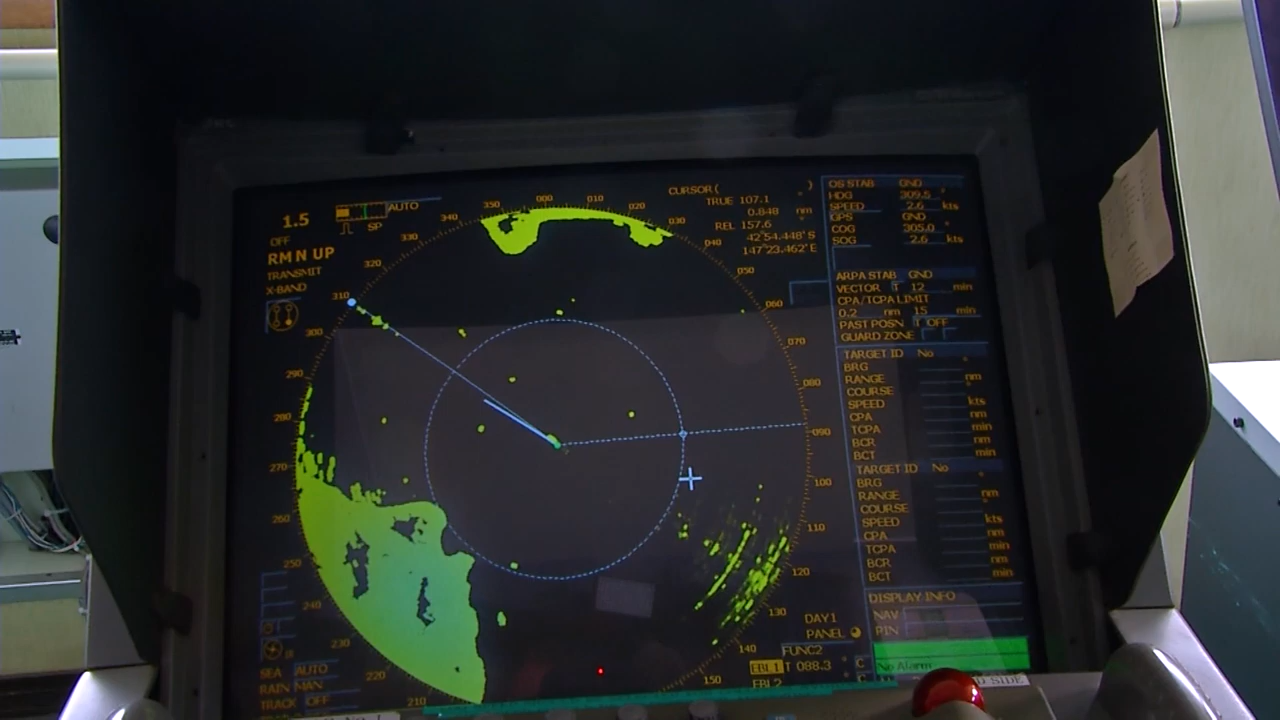 1.5
AUTO
SP
OFF
RM N UP
TRANSMIT
X-BAND
CURSOR ( )
TRUE 107.1 °
0.848 nm
REL 157.6 °
42°54.448'S
147°23.462'E
OS STAB GND
HDG 309.5 °
SPEED 2.6 kts
GPS GND
COG 305.0 °
SOG 2.6 kts
ARPA STAB GND
VECTOR T 12 min
CPA/TCPA LIMIT
0.2 nm 15 min
PAST POSN T OFF
GUARD ZONE
TARGET ID No
BRG °
RANGE nm
COURSE °
SPEED kts
CPA nm
TCPA min
BCR nm
BCT min
TARGET ID No
BRG °
RANGE nm
COURSE °
SPEED kts
CPA nm
TCPA min
BCR nm
BCT min
DISPLAY INFO
NAV
No Alarm
000
010
020
030
040
050
060
070
080
090
100
110
120
130
140
150
210
220
230
240
250
260
270
280
290
300
310
320
330
340
350
DAY1
PANEL
FUNC2
EBL1 T 088.3 ° C
EBL2 C
SEA AUTO
RAIN MAN
TRACK OFF
SIDE